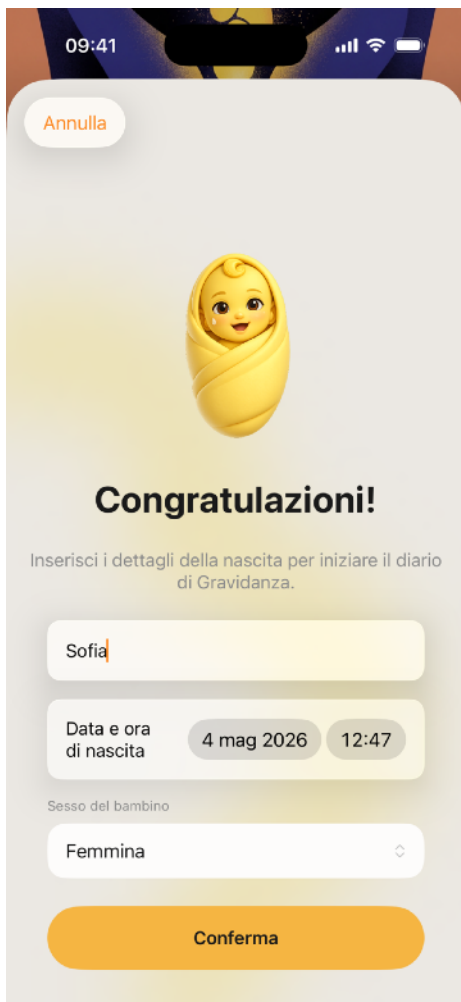 09:41
Annulla
Congratulazioni!
Inserisci i dettagli della nascita per iniziare il diario
di Gravidanza.
Sofia
Data e ora
di nascita
4 mag 2026
12:47
Sesso del bambino
Femmina
Conferma